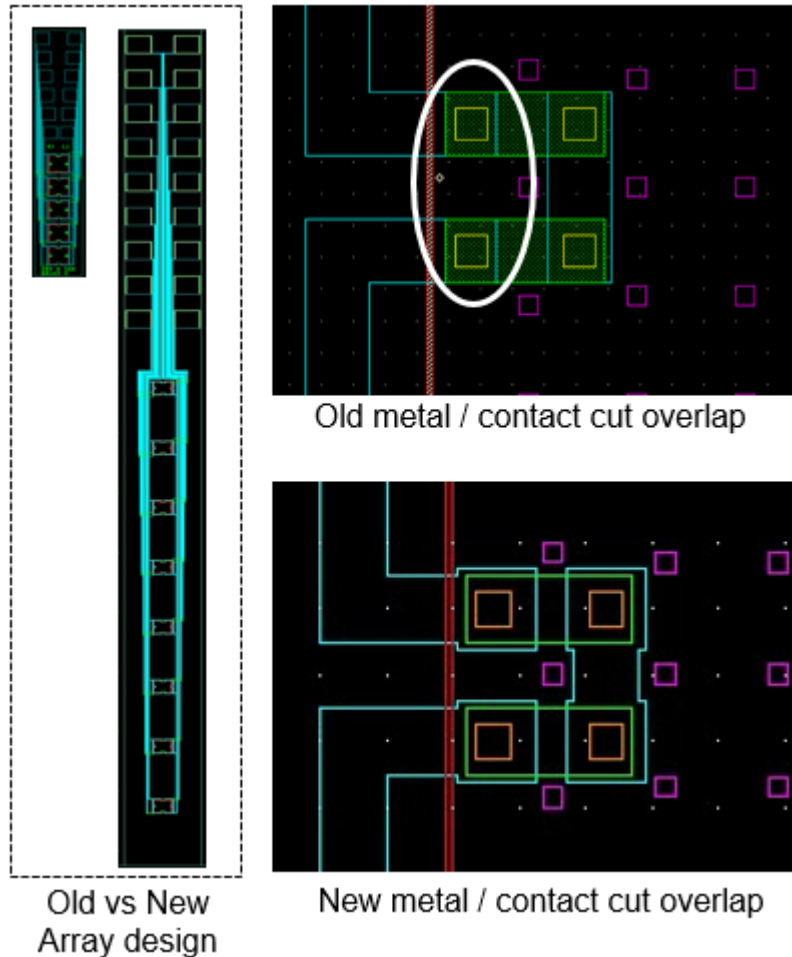 Old metal / contact cut overlap
New metal / contact cut overlap
Old vs New
Array design